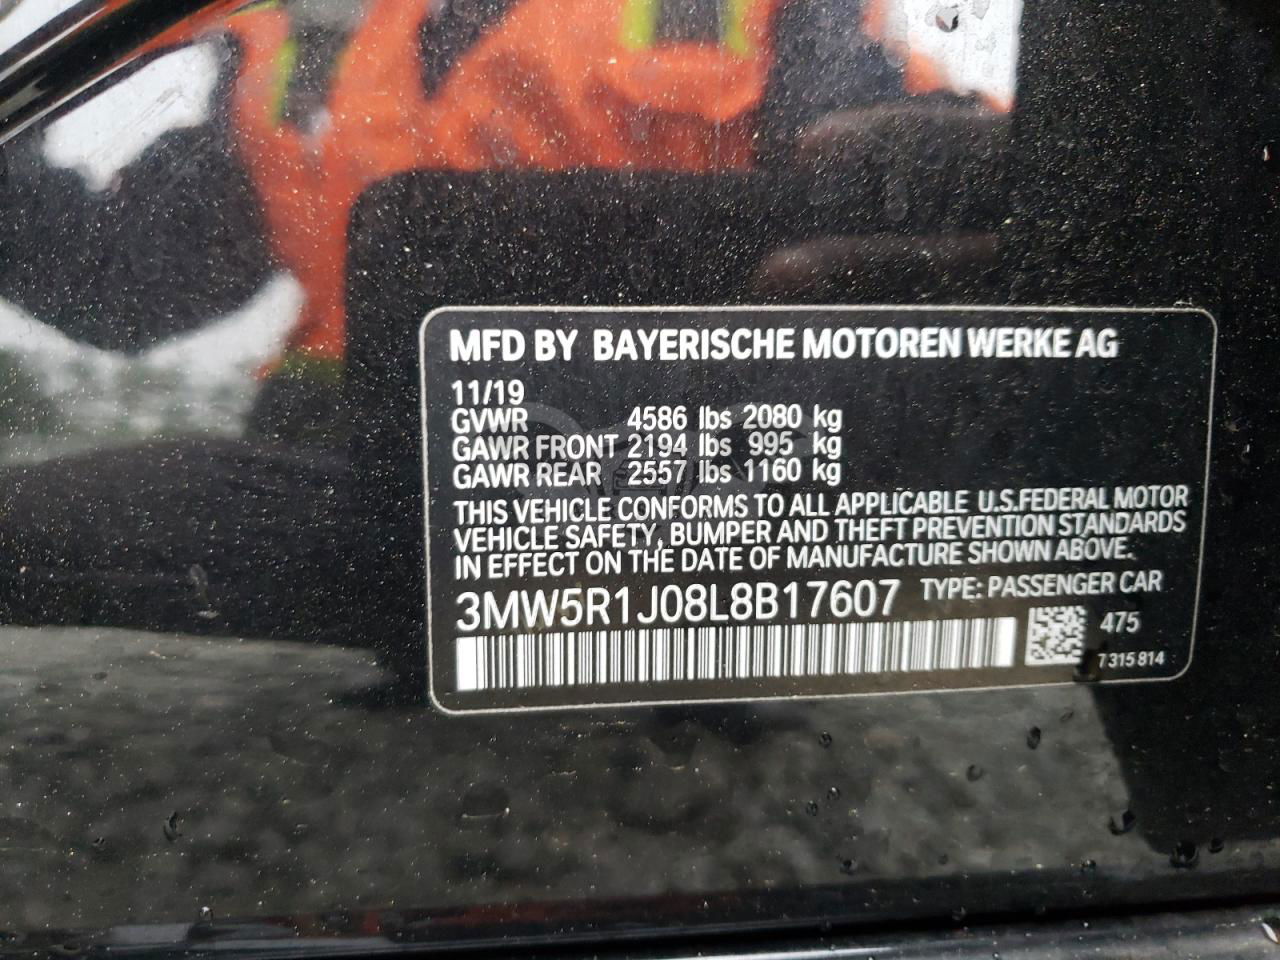 MFD BY BAYERISCHE MOTOREN WERKE AG
11/19
GVWR 4586 lbs 2080 kg
GAWR FRONT 2194 lbs 995 kg
GAWR REAR 2557 lbs 1160 kg
THIS VEHICLE CONFORMS TO ALL APPLICABLE U.S.FEDERAL MOTOR
VEHICLE SAFETY, BUMPER AND THEFT PREVENTION STANDARDS
IN EFFECT ON THE DATE OF MANUFACTURE SHOWN ABOVE.
3MW5R1J08L8B17607 TYPE: PASSENGER CAR
475
7315814